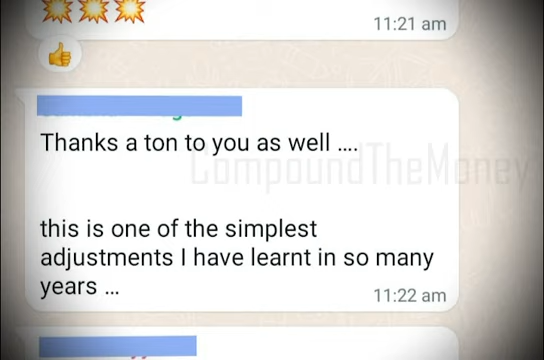 11:21 am
Thanks a ton to you as well ....
CompoundTheMoney
this is one of the simplest
adjustments I have learnt in so many
years ...
11:22 am